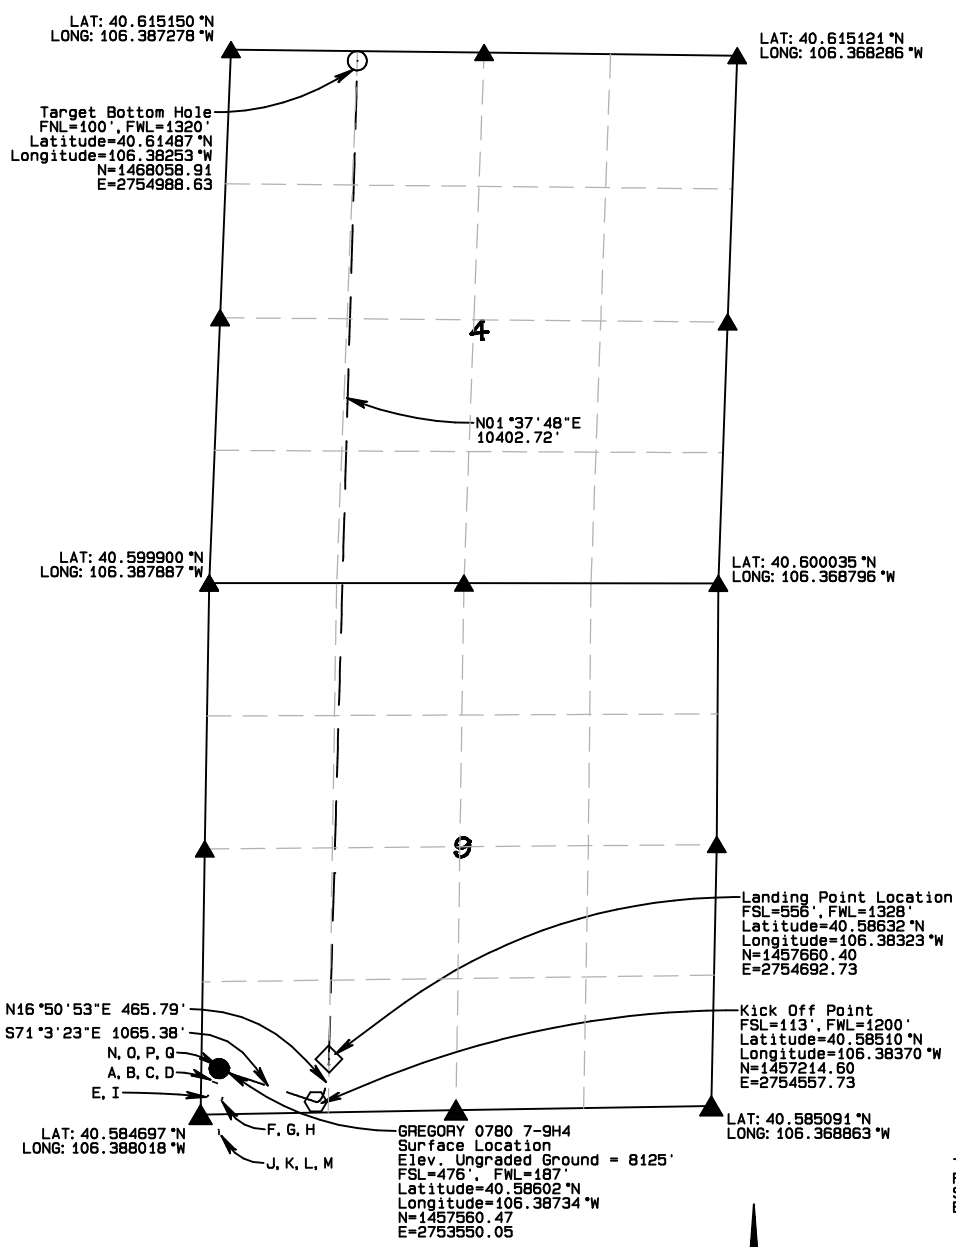 LAT: 40.615150°N
LONG: 106.387278°W
LAT: 40.615121°N
LONG: 106.368286°W
Target Bottom Hole
FNL=100', FWL=1320'
Latitude=40.61487°N
Longitude=106.38253°W
N=1468058.91
E=2754988.63
4
N01°37'48"E
10402.72'
LAT: 40.599900°N
LONG: 106.387887°W
LAT: 40.600035°N
LONG: 106.368796°W
9
Landing Point Location
FSL=556', FWL=1328'
Latitude=40.58632°N
Longitude=106.38323°W
N=1457660.40
E=2754692.73
N16°50'53"E 465.79'
S71°3'23"E 1065.38'
N, O, P, Q
A, B, C, D
E, I
Kick Off Point
FSL=113', FWL=1200'
Latitude=40.58510°N
Longitude=106.38370°W
N=1457214.60
E=2754557.73
F, G, H
J, K, L, M
LAT: 40.584697°N
LONG: 106.388018°W
LAT: 40.585091°N
LONG: 106.368863°W
GREGORY 0780 7-9H4
Surface Location
Elev. Ungraded Ground = 8125'
FSL=476', FWL=187'
Latitude=40.58602°N
Longitude=106.38734°W
N=1457560.47
E=2753550.05